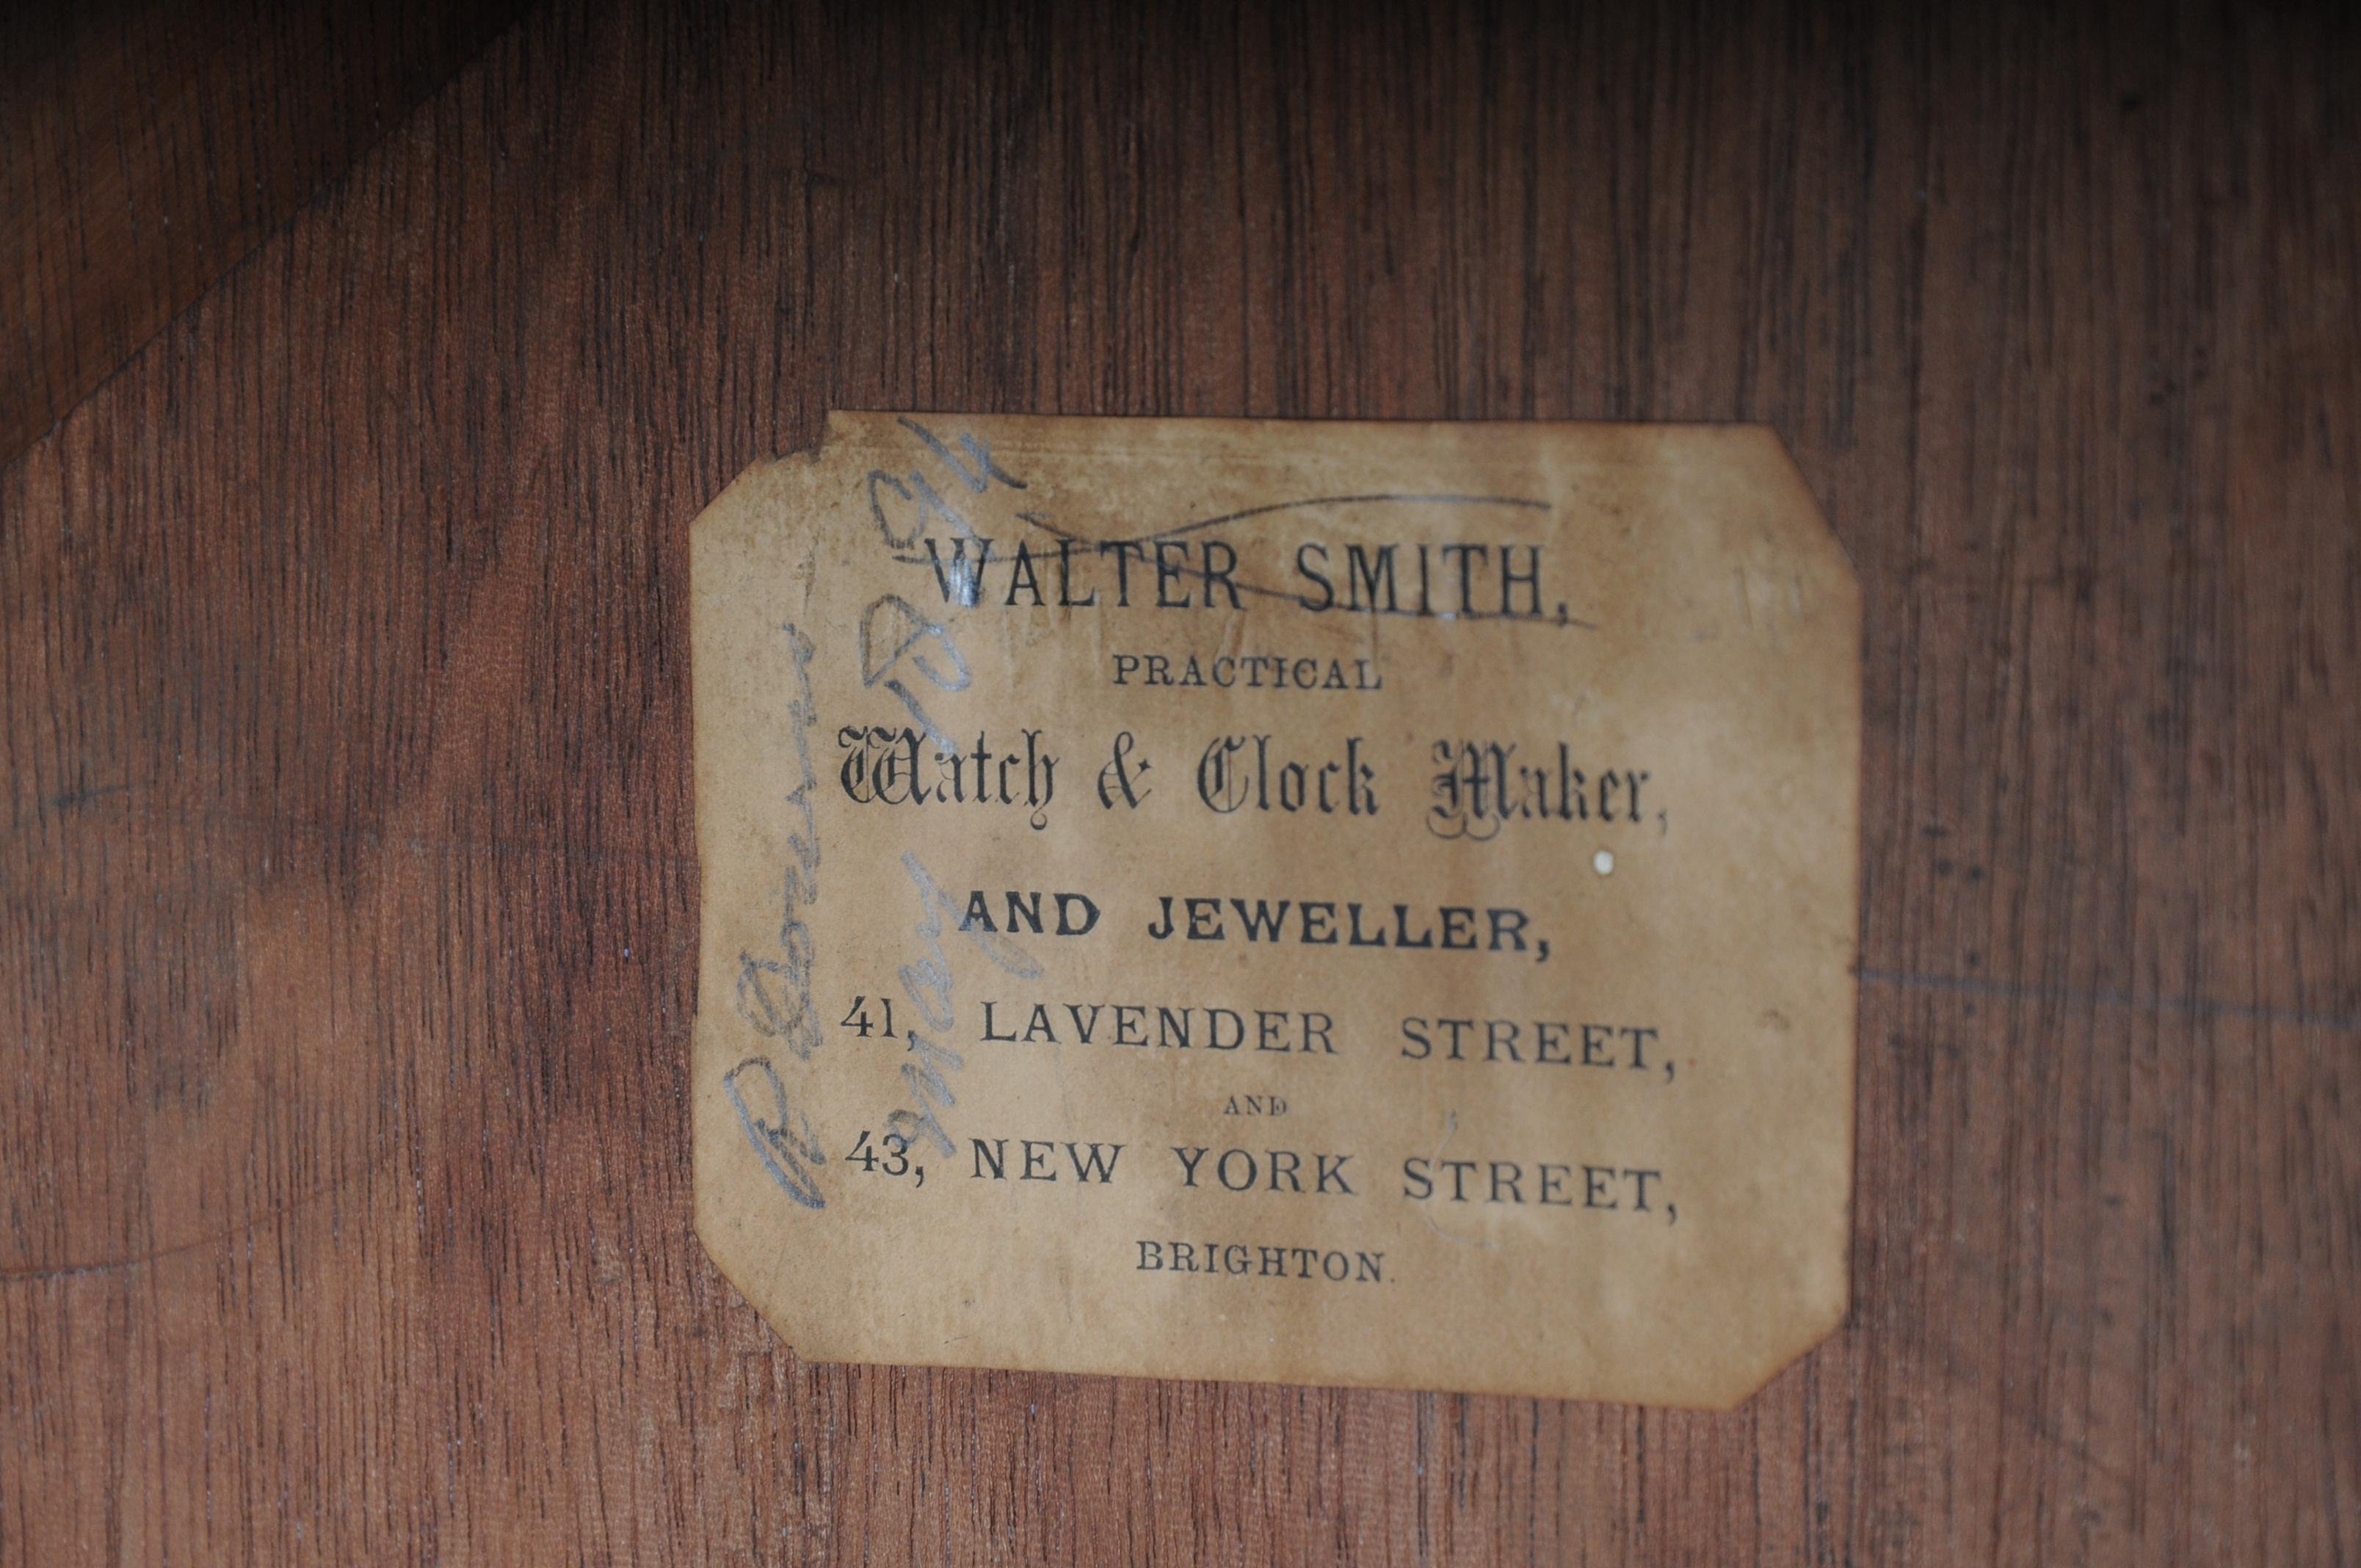 WALTER SMITH,
PRACTICAL
Watch & Clock Maker,
AND JEWELLER,
41, LAVENDER STREET,
AND
43, NEW YORK STREET,
BRIGHTON.